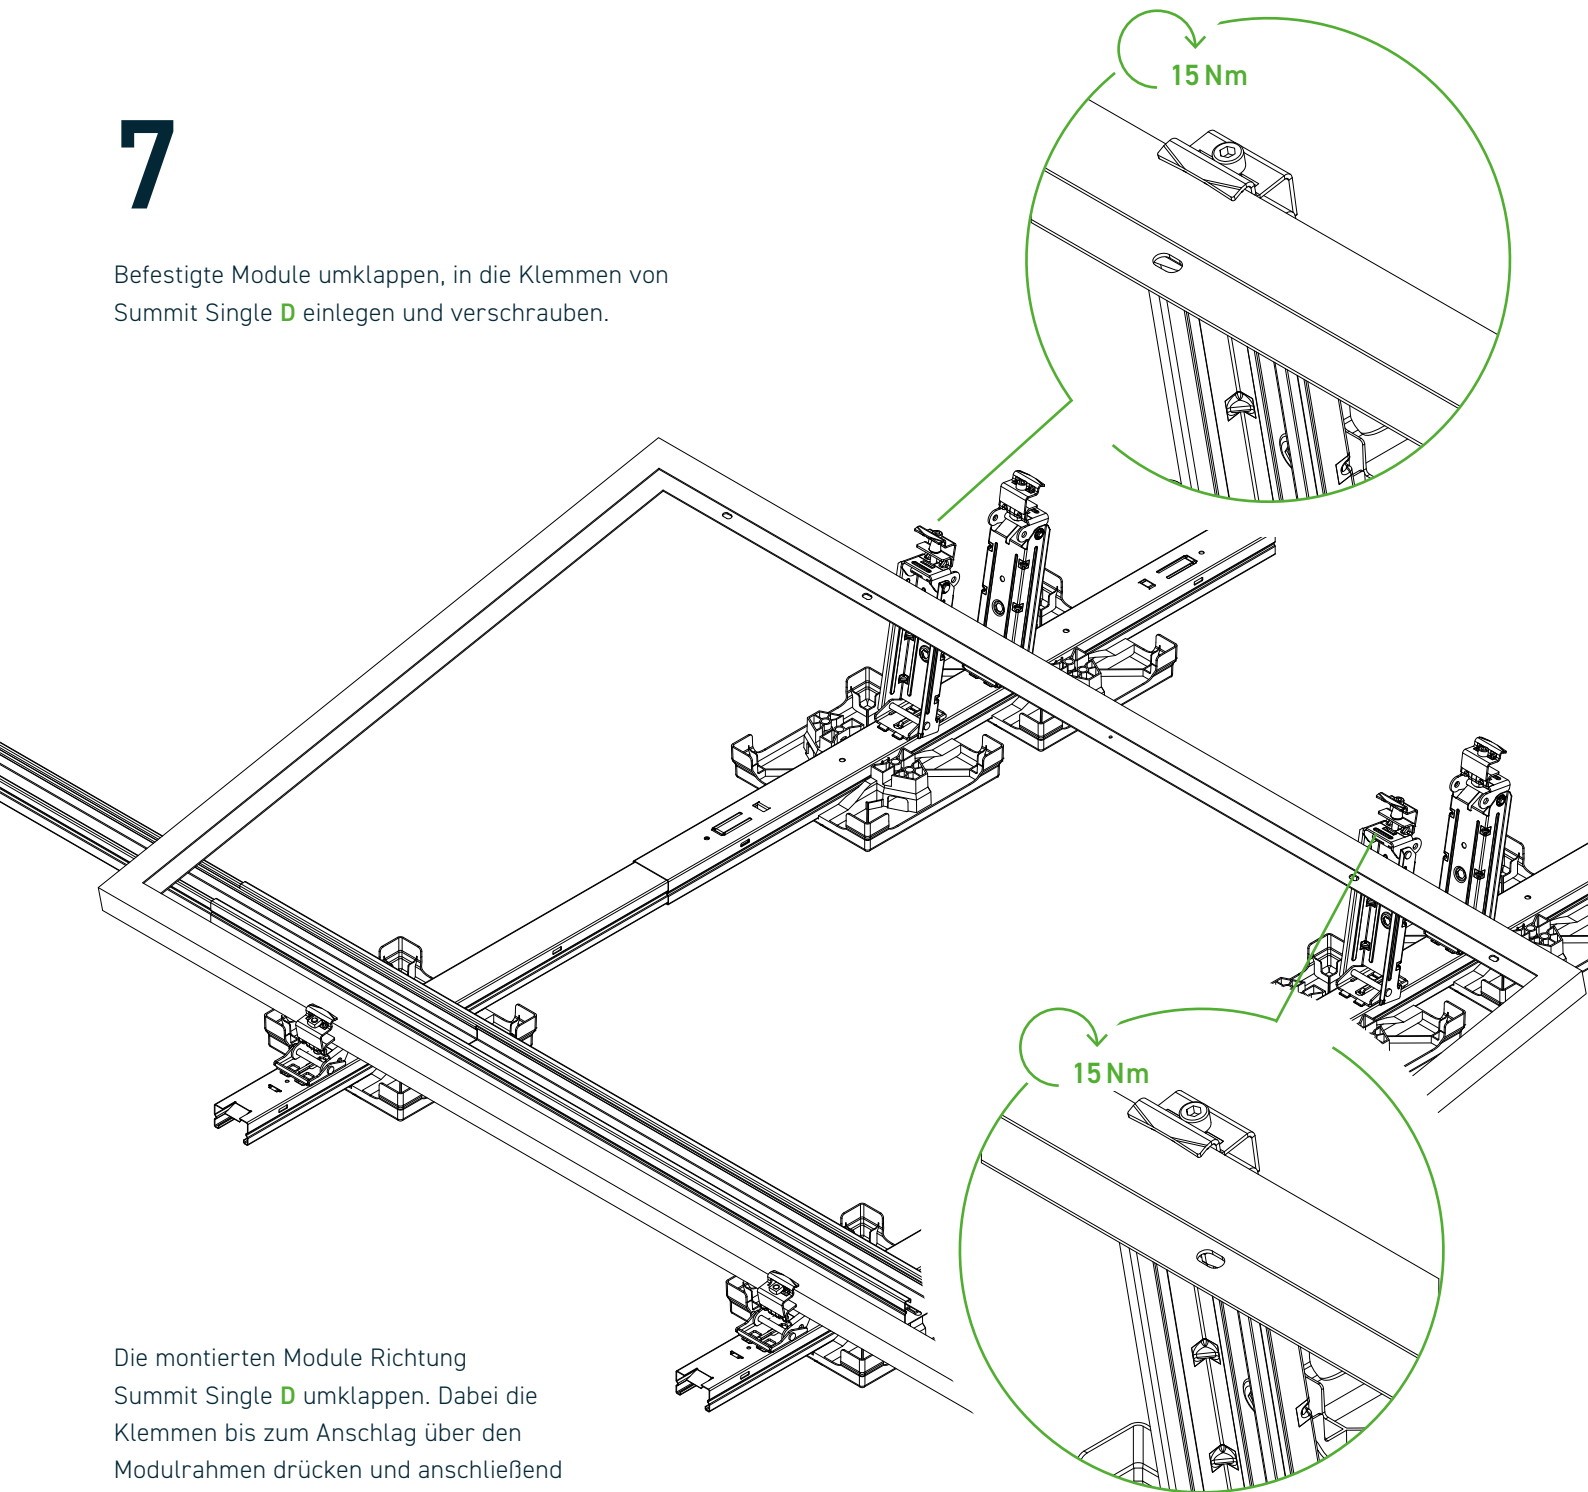 15 Nm
7
Befestigte Module umklappen, in die Klemmen von
Summit Single D einlegen und verschrauben.
15 Nm
Die montierten Module Richtung
Summit Single D umklappen. Dabei die
Klemmen bis zum Anschlag über den
Modulrahmen drücken und anschließend